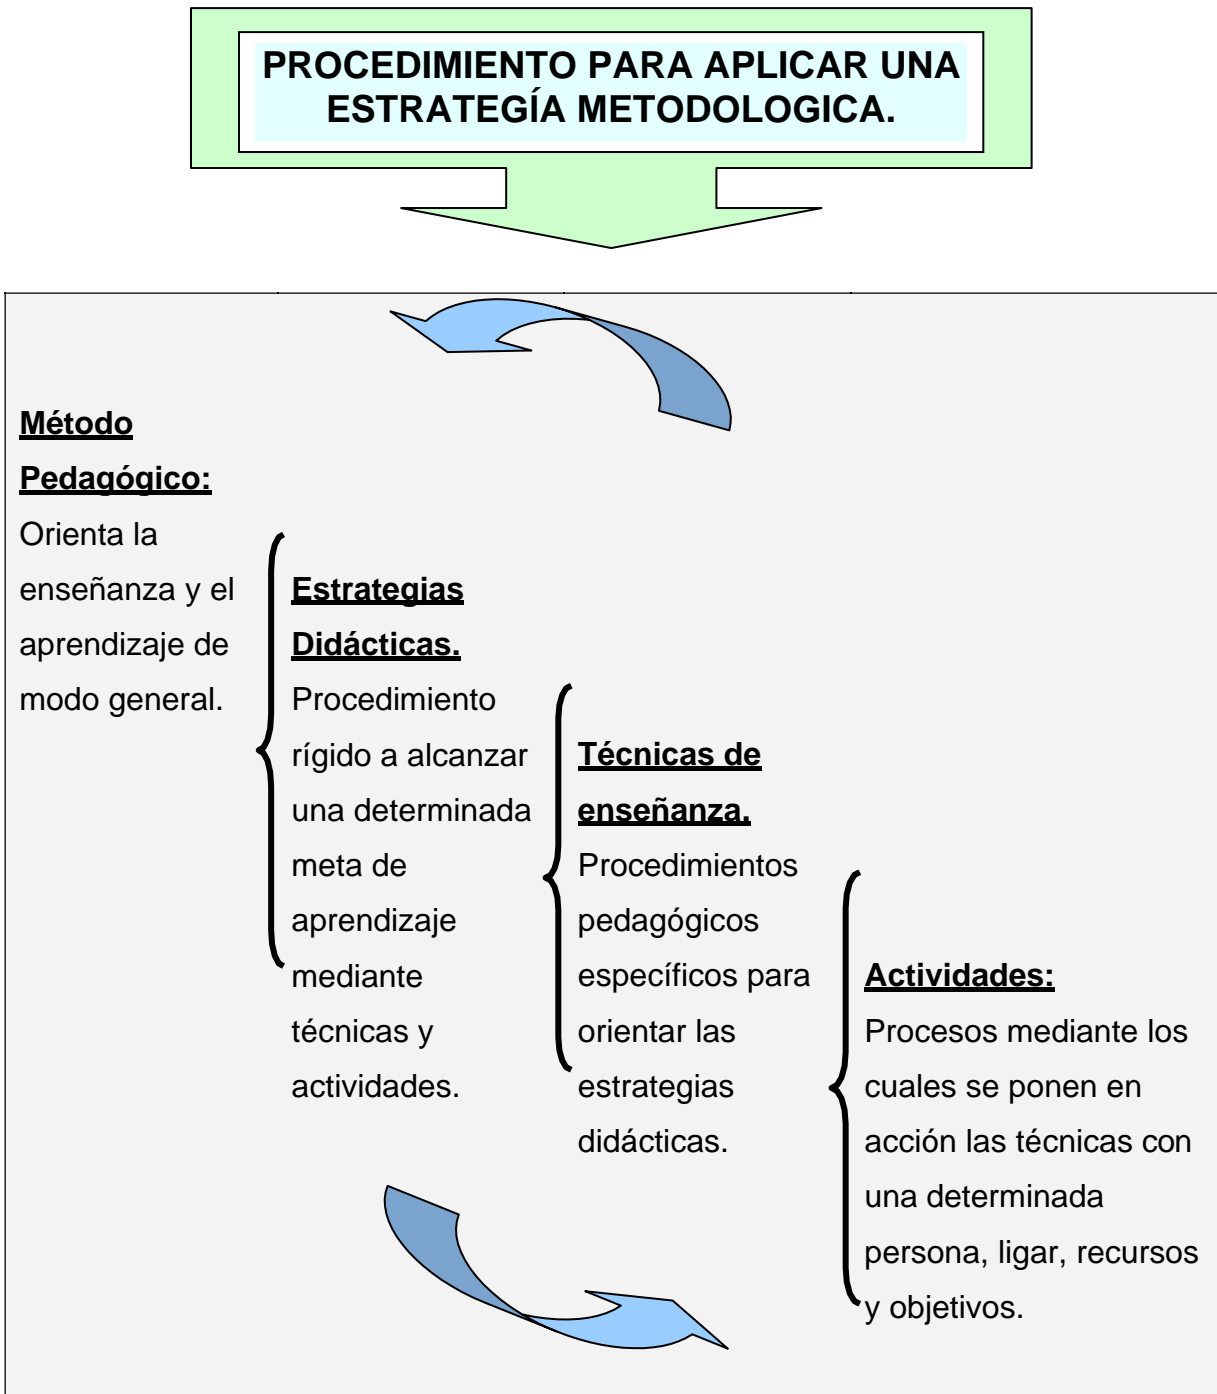 PROCEDIMIENTO PARA APLICAR UNA
ESTRATEGÍA METODOLOGICA.
Método
Pedagógico:
Orienta la
enseñanza y el
aprendizaje de
modo general.
Estrategias
Didácticas.
Procedimiento
rígido a alcanzar
una determinada
meta de
aprendizaje
mediante
técnicas y
actividades.
Técnicas de
enseñanza.
Procedimientos
pedagógicos
específicos para
orientar las
estrategias
didácticas.
Actividades:
Procesos mediante los
cuales se ponen en
acción las técnicas con
una determinada
persona, ligar, recursos
y objetivos.